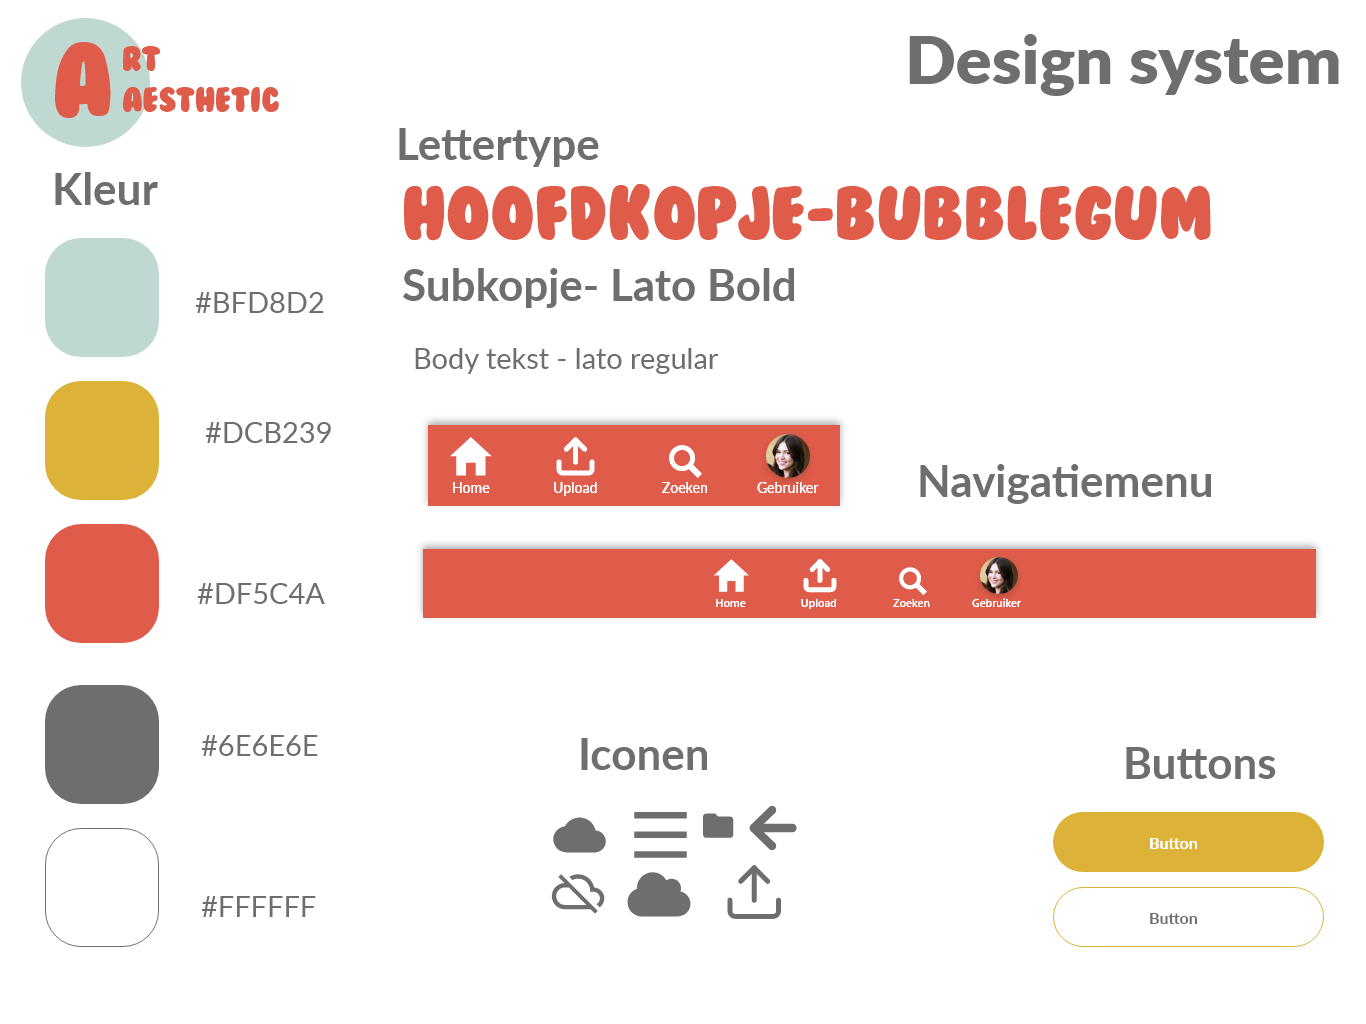 ART
AESTHETIC
Design system
Kleur
#BFD8D2
#DCB239
#DF5C4A
#6E6E6E
#FFFFFF
Lettertype
HOOFDKOPJE-BUBBLEGUM
Subkopje- Lato Bold
Body tekst - lato regular
Home Upload Zoeken Gebruiker
Navigatiemenu
Home Upload Zoeken Gebruiker
Iconen
Buttons
Button
Button